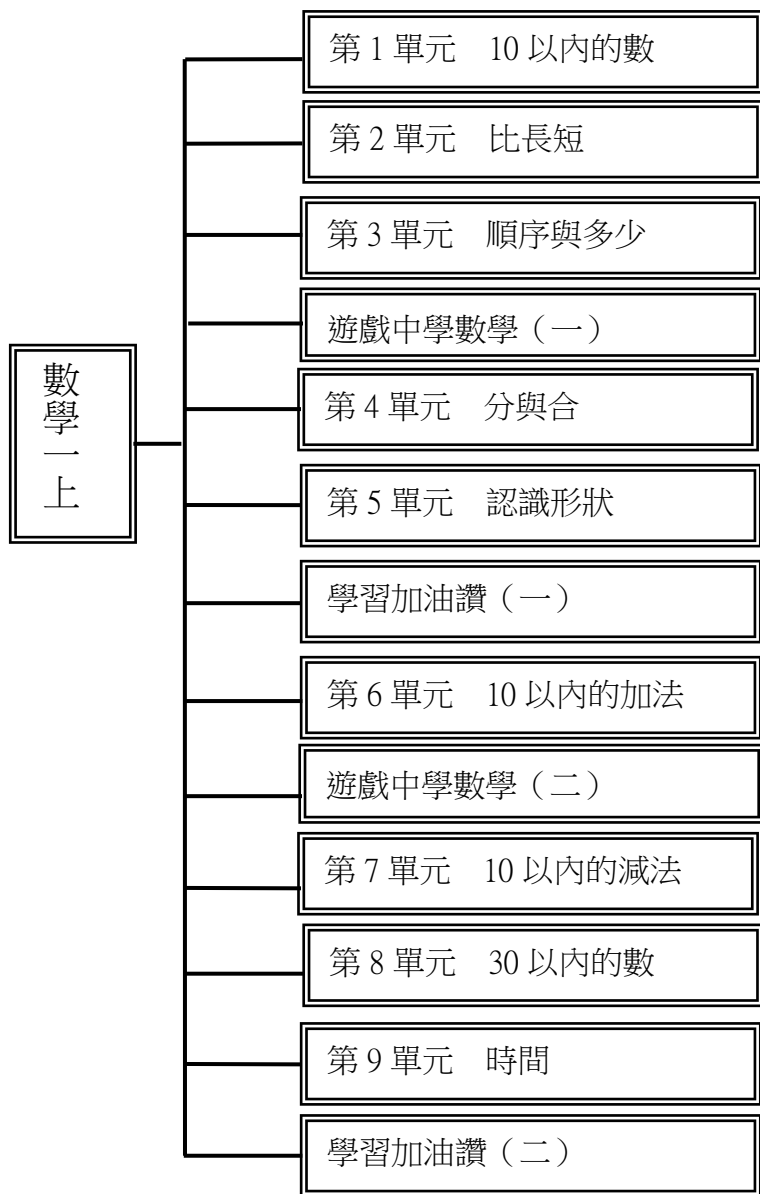 數學一上
第 1 單元　10 以內的數
第 2 單元　比長短
第 3 單元　順序與多少
遊戲中學數學（一）
第 4 單元　分與合
第 5 單元　認識形狀
學習加油讚（一）
第 6 單元　10 以內的加法
遊戲中學數學（二）
第 7 單元　10 以內的減法
第 8 單元　30 以內的數
第 9 單元　時間
學習加油讚（二）